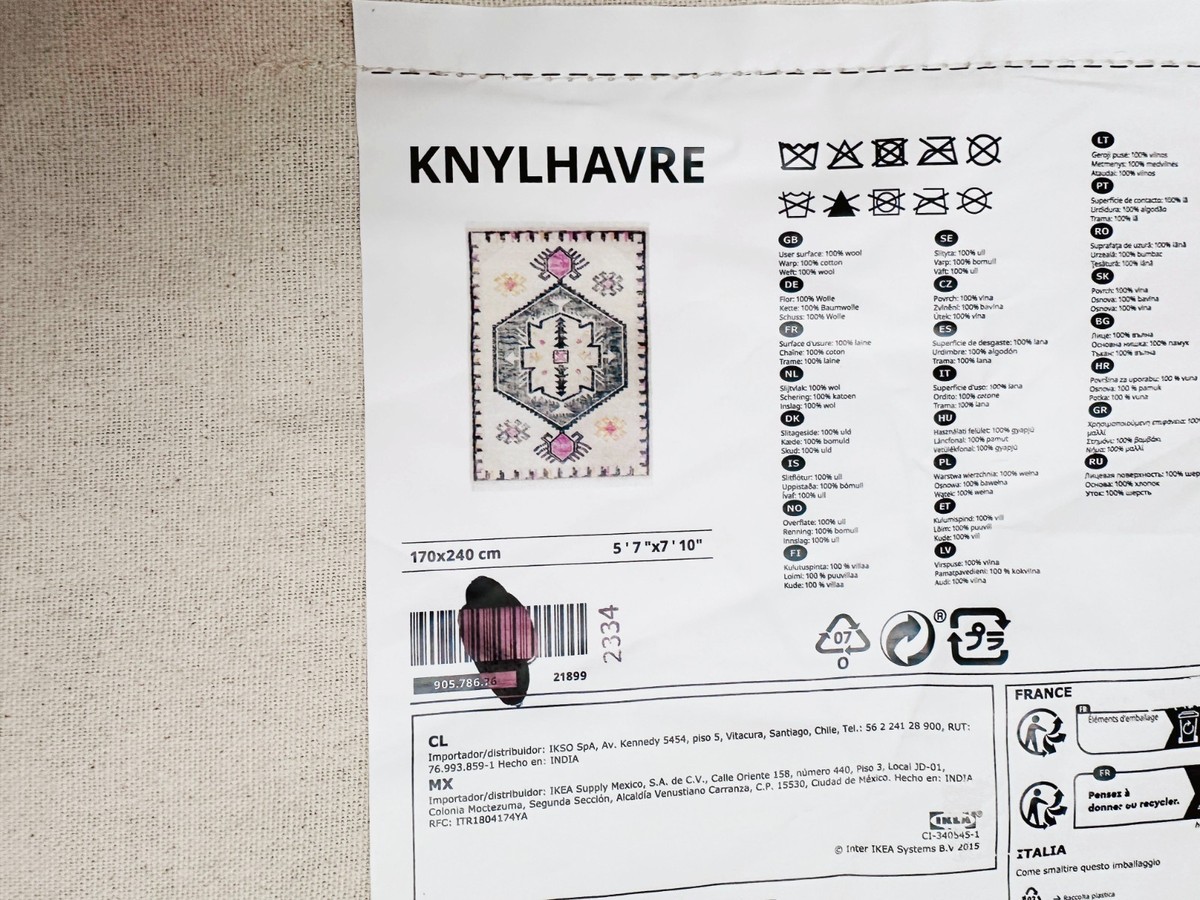 KNYLHAVRE
170x240 cm
5 ' 7 "x7 ' 10"
2334
21899
GB
User surface: 100% wool
Warp: 100% cotton
Weft: 100% wool
DE
Flor: 100% Wolle
Kette: 100% Baumwolle
Schuss: 100% Wolle
FR
Surface d'usure: 100% laine
Chaîne: 100% coton
Trame: 100% laine
NL
Slijtvlak: 100% wol
Schering: 100% katoen
Inslag: 100% wol
DK
Slitageside: 100% uld
Kæde: 100% bomuld
Skud: 100% uld
IS
Slitflötur: 100% ull
Uppistaða: 100% bómull
Ívaf: 100% ull
NO
Overflate: 100% ull
Renning: 100% bomull
Innslag: 100% ull
FI
Kulutuspinta: 100 % villaa
Loimi: 100 % puuvillaa
Kude: 100 % villaa
SE
Slityta: 100% ull
Varp: 100% bomull
Väft: 100% ull
CZ
Povrch: 100% vlna
Zvlnění: 100% bavlna
Útek: 100% vlna
ES
Superficie de desgaste: 100% lana
Urdimbre: 100% algodón
Trama: 100% lana
IT
Superficie d'uso: 100% lana
Ordito: 100% cotone
Trama: 100% lana
HU
Használati felület: 100% gyapjú
Láncfonal: 100% pamut
Vetülékfonal: 100% gyapjú
PL
Warstwa wierzchnia: 100% wełna
Osnowa: 100% bawełna
Wątek: 100% wełna
ET
Kulumispind: 100% vill
Lõim: 100% puuvill
Kude: 100% vill
LV
Virspuse: 100% vilna
Pamatpavedieni: 100 % kokvilna
Audi: 100% vilna
LT
Geroji pusė: 100% vilnos
Metmenys: 100% medvilnės
Ataudai: 100% vilnos
PT
Superfície de contacto: 100% lã
Urdidura: 100% algodão
Trama: 100% lã
RO
Suprafața de uzură: 100% lână
Urzeală: 100% bumbac
Țesătură: 100% lână
SK
Povrch: 100% vlna
Osnova: 100% bavlna
Osnova: 100% vlna
BG
Лице: 100% вълна
Основна нишка: 100% памук
Тъкан: 100% вълна
HR
Površina za uporabu: 100 % vuna
Osnova: 100 % pamuk
Potka: 100 % vuna
GR
Χρησιμοποιούμενη επιφάνεια: 100%
μαλλί
Στημόνι: 100% βαμβάκι
Νήμα: 100% μαλλί
RU
Лицевая поверхность: 100%
Основа: 100% хлопок
Уток: 100% шерсть
07
O
®
プラ
CL
Importador/distribuidor: IKSO SpA, Av. Kennedy 5454, piso 5, Vitacura, Santiago, Chile, Tel.: 56 2 241 28 900, RUT:
76.993.859-1 Hecho en: INDIA
MX
Importador/distribuidor: IKEA Supply Mexico, S.A. de C.V., Calle Oriente 158, número 440, Piso 3, Local JD-01,
Colonia Moctezuma, Segunda Sección, Alcaldía Venustiano Carranza, C.P. 15530, Ciudad de México. Hecho en: INDIA
RFC: ITR1804174YA
IKEA®
CI-340545-1
© Inter IKEA Systems B.V 2015
FRANCE
FR
Éléments d'emballage
FR
Pensez à
donner ou recycler.
ITALIA
Come smaltire questo imballaggio
Raccolta plastica